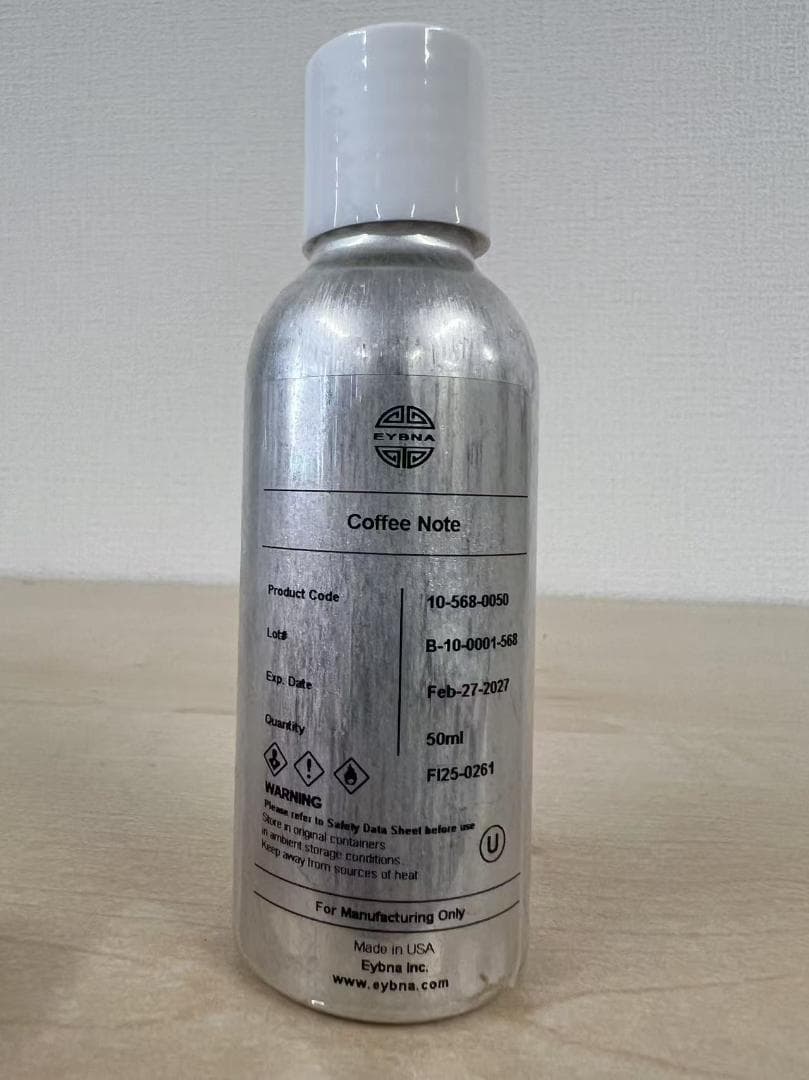 EYBNA
Coffee Note
Product Code 10-568-0050
Lot# B-10-0001-568
Exp. Date Feb-27-2027
Quantity 50ml
FI25-0261
WARNING
Please refer to Safety Data Sheet before use
Store in original containers
in ambient storage conditions
Keep away from sources of heat
U
For Manufacturing Only
Made in USA
Eybna Inc.
www.eybna.com